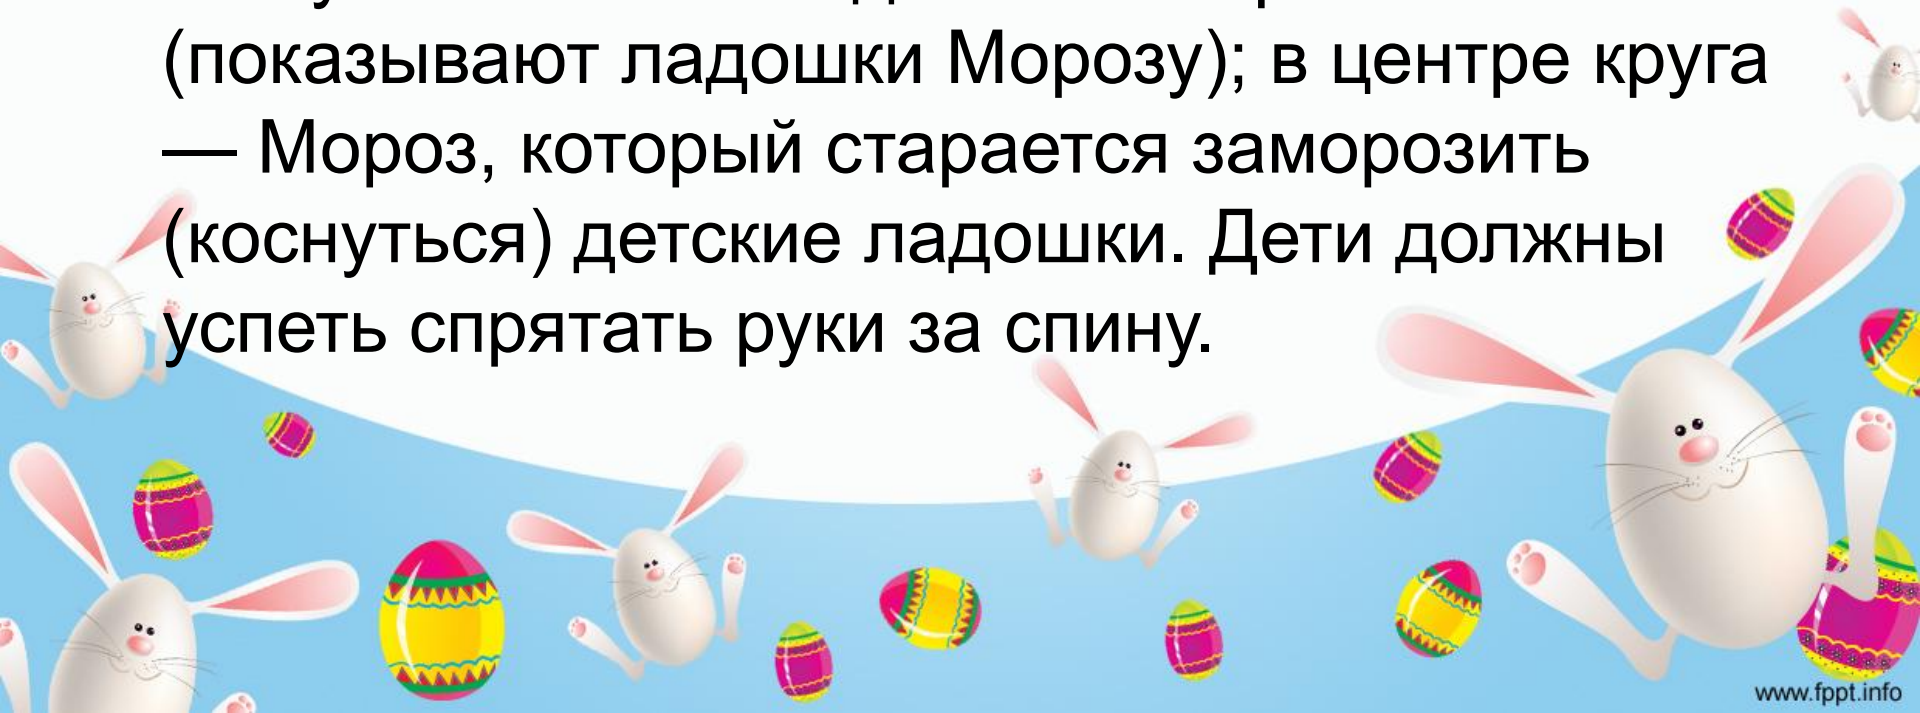 (показывают ладошки Морозу); в центре круга
— Мороз, который старается заморозить
(коснуться) детские ладошки. Дети должны
успеть спрятать руки за спину.
www.fppt.info